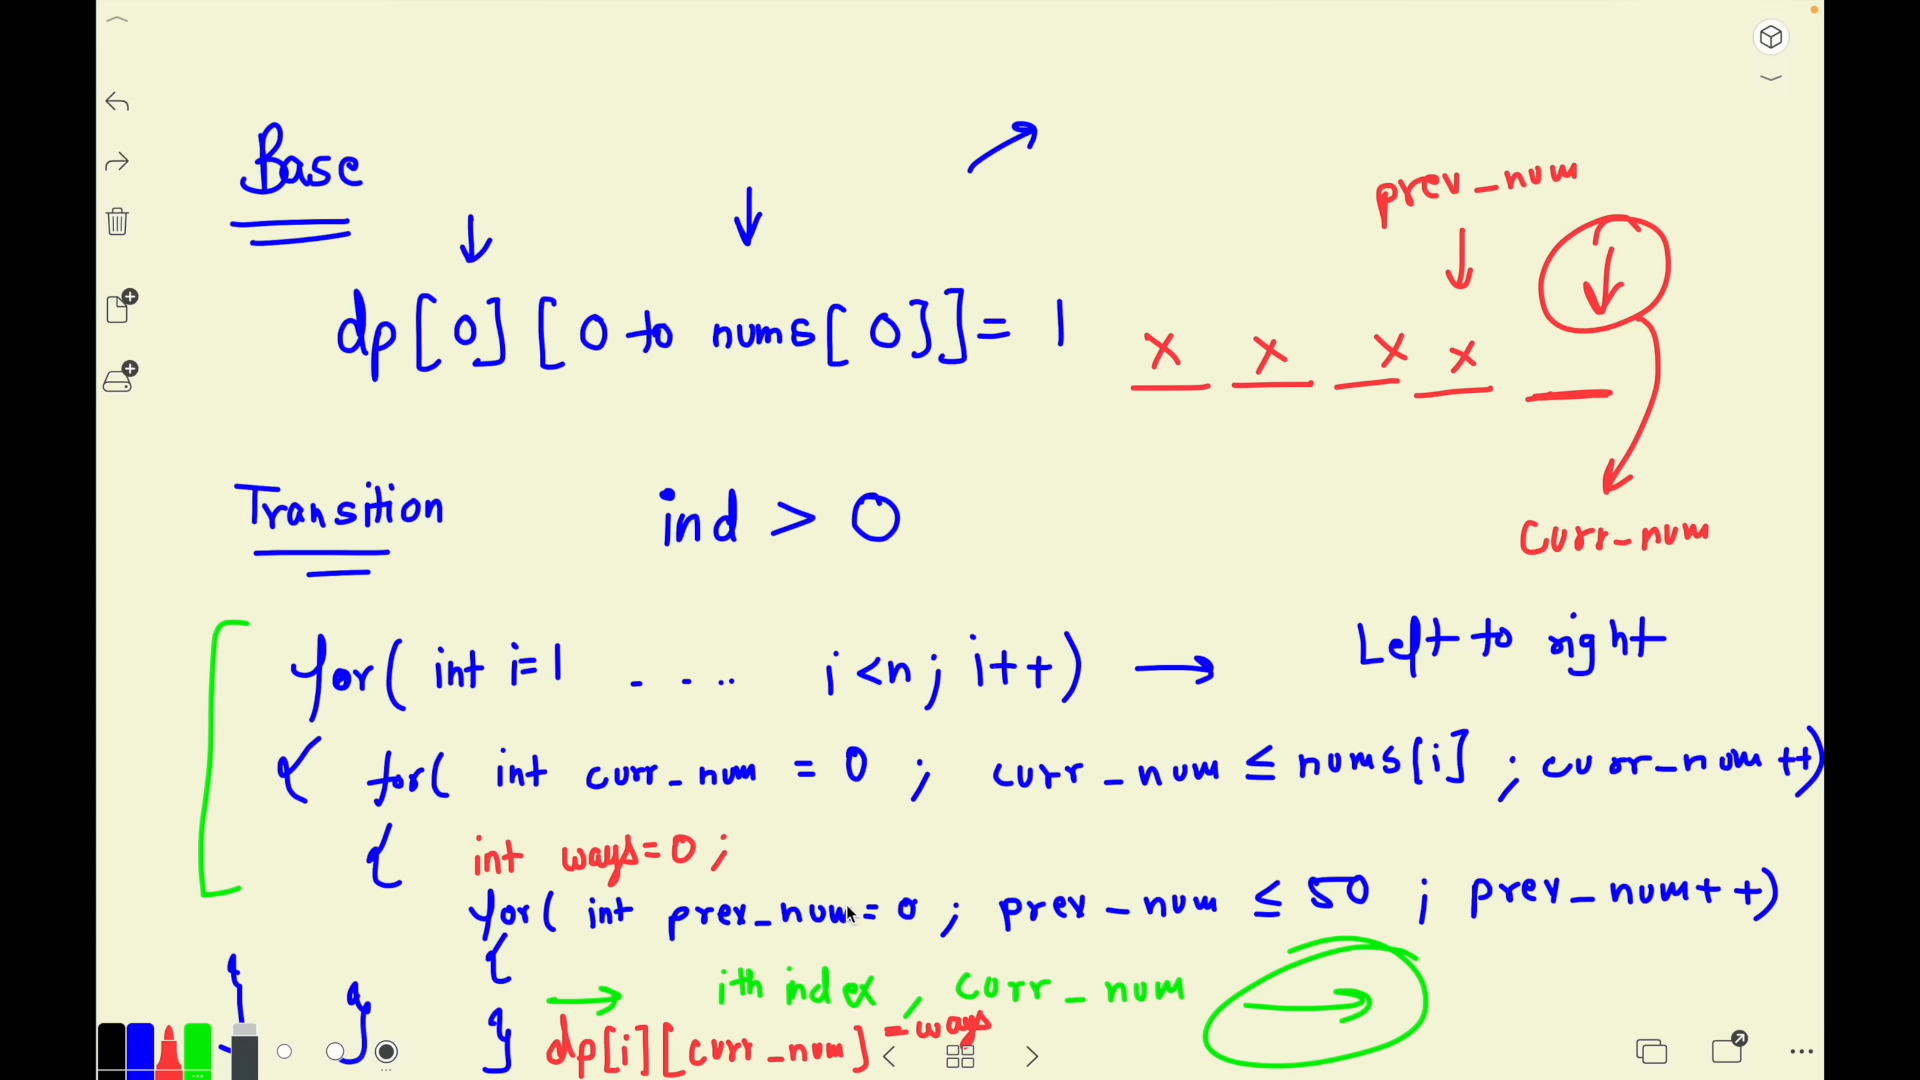 Base
prev_num
dp[0][0 to nums[0]] = 1
x x x x
curr_num
Transition
ind > 0
for( int i=1 . . . . i <n; i++) → Left to right
{ for( int curr_num = 0 ; curr_num ≤ nums[i] ; curr_num ++)
{ int ways=0 ;
for( int prev_num= 0 ; prev_num ≤ 50 ; prev_num++)
{
→ ith index, curr_num →
} } } dp[i][curr_num] = ways